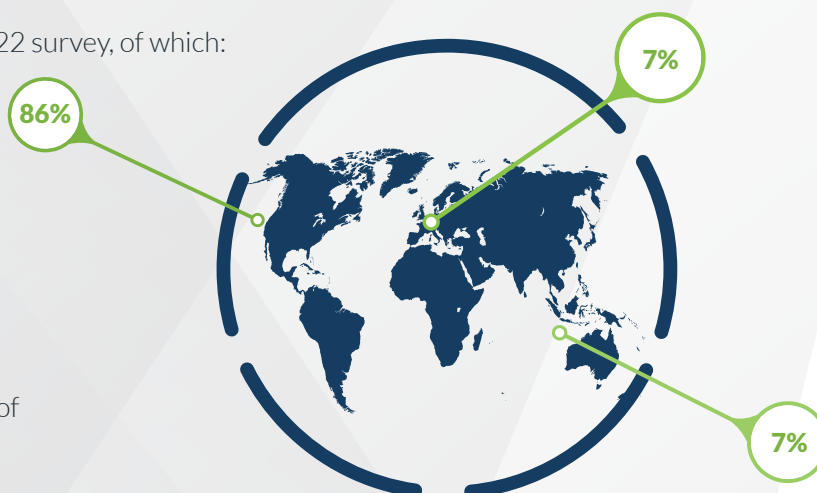 22 survey, of which:
7%
86%
of
7%